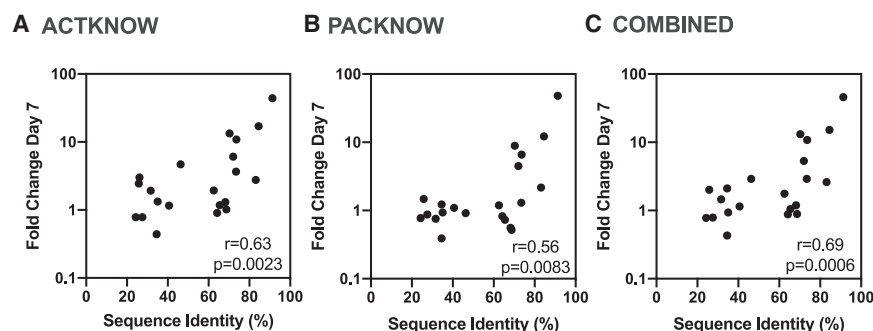 A ACTKNOW
Fold Change Day 7
100
10
1
0.1
r=0.63
p=0.0023
0 20 40 60 80 100
Sequence Identity (%)
B PACKNOW
Fold Change Day 7
100
10
1
0.1
r=0.56
p=0.0083
0 20 40 60 80 100
Sequence Identity (%)
C COMBINED
Fold Change Day 7
100
10
1
0.1
r=0.69
p=0.0006
0 20 40 60 80 100
Sequence Identity (%)